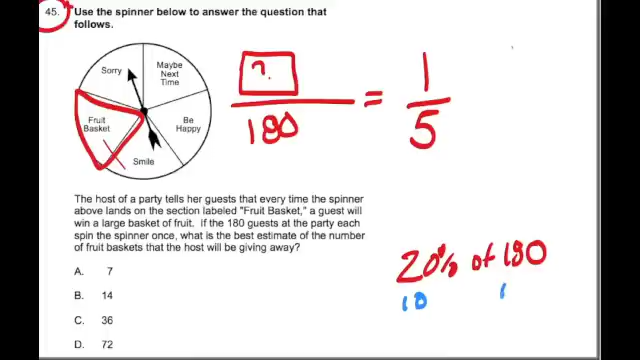 45. Use the spinner below to answer the question that
follows.
Sorry
Maybe
Next
Time
Fruit
Basket
Be
Happy
Smile
?
180
=
1
5
The host of a party tells her guests that every time the spinner
above lands on the section labeled "Fruit Basket," a guest will
win a large basket of fruit. If the 180 guests at the party each
spin the spinner once, what is the best estimate of the number
of fruit baskets that the host will be giving away?
A. 7
B. 14
C. 36
D. 72
20% of 180
10